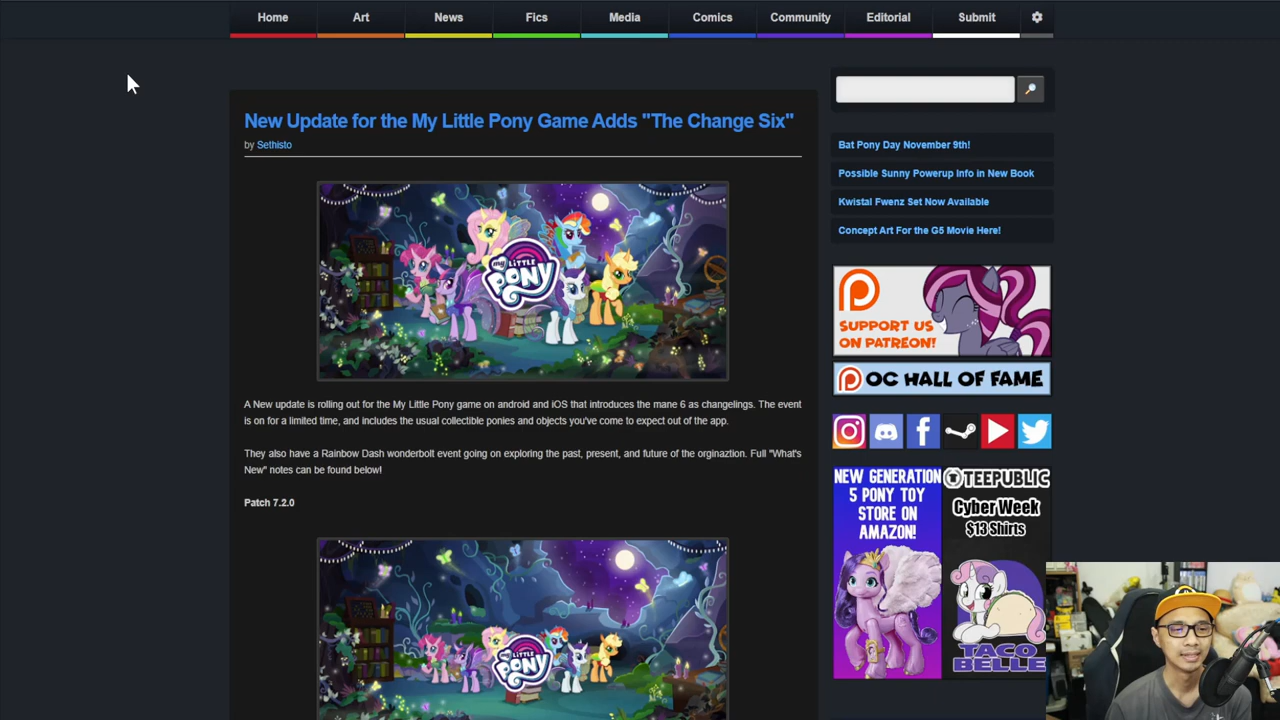 Home Art News Fics Media Comics Community Editorial Submit
New Update for the My Little Pony Game Adds "The Change Six"
by Sethisto
my LITTLE PONY
A New update is rolling out for the My Little Pony game on android and iOS that introduces the mane 6 as changelings. The event
is on for a limited time, and includes the usual collectible ponies and objects you've come to expect out of the app.
They also have a Rainbow Dash wonderbolt event going on exploring the past, present, and future of the orginaztion. Full "What's
New" notes can be found below!
Patch 7.2.0
my LITTLE PONY
Bat Pony Day November 9th!
Possible Sunny Powerup Info in New Book
Kwistal Fwenz Set Now Available
Concept Art For the G5 Movie Here!
SUPPORT US
ON PATREON!
OC HALL OF FAME
NEW GENERATION
5 PONY TOY
STORE ON
AMAZON!
TEEPUBLIC
Cyber Week
$13 Shirts
TACO
BELLE